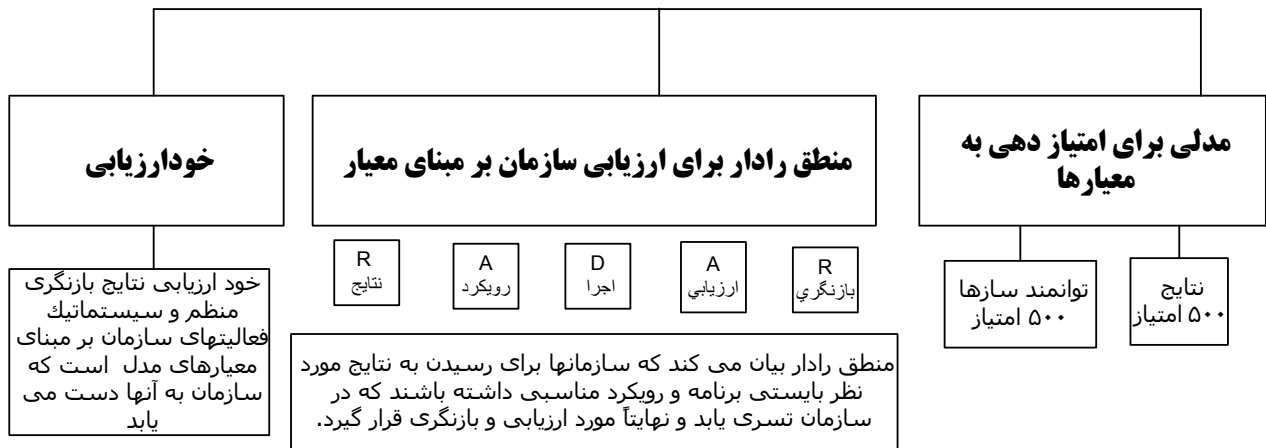 مدلی برای امتیاز دهی به
معیارها
نتایج
۵۰۰ امتیاز
توانمند سازها
۵۰۰ امتیاز
منطق رادار برای ارزیابی سازمان بر مبنای معیار
R
نتایج
A
رویکرد
D
اجرا
A
ارزيابي
R
بازنگري
منطق رادار بیان می کند که سازمانها برای رسیدن به نتایج مورد
نظر بایستی برنامه و رویکرد مناسبی داشته باشند که در
سازمان تسری یابد و نهایتاً مورد ارزیابی و بازنگری قرار گیرد.
خودارزیابی
خود ارزیابی نتایج بازنگری
منظم و سیستماتیك
فعالیتهای سازمان بر مبنای
معیارهای مدل است که
سازمان به آنها دست می
یابد